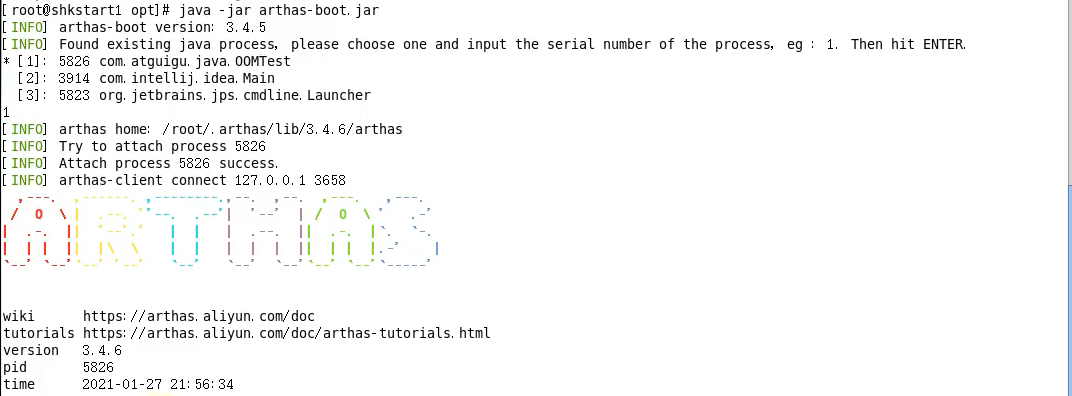 [root@shkstart1 opt]# java -jar arthas-boot.jar
[INFO] arthas-boot version: 3.4.5
[INFO] Found existing java process, please choose one and input the serial number of the process, eg : 1. Then hit ENTER.
* [1]: 5826 com.atguigu.java.OOMTest
[2]: 3914 com.intellij.idea.Main
[3]: 5823 org.jetbrains.jps.cmdline.Launcher
1
[INFO] arthas home: /root/.arthas/lib/3.4.6/arthas
[INFO] Try to attach process 5826
[INFO] Attach process 5826 success.
[INFO] arthas-client connect 127.0.0.1 3658
ARTHAS
wiki https://arthas.aliyun.com/doc
tutorials https://arthas.aliyun.com/doc/arthas-tutorials.html
version 3.4.6
pid 5826
time 2021-01-27 21:56:34